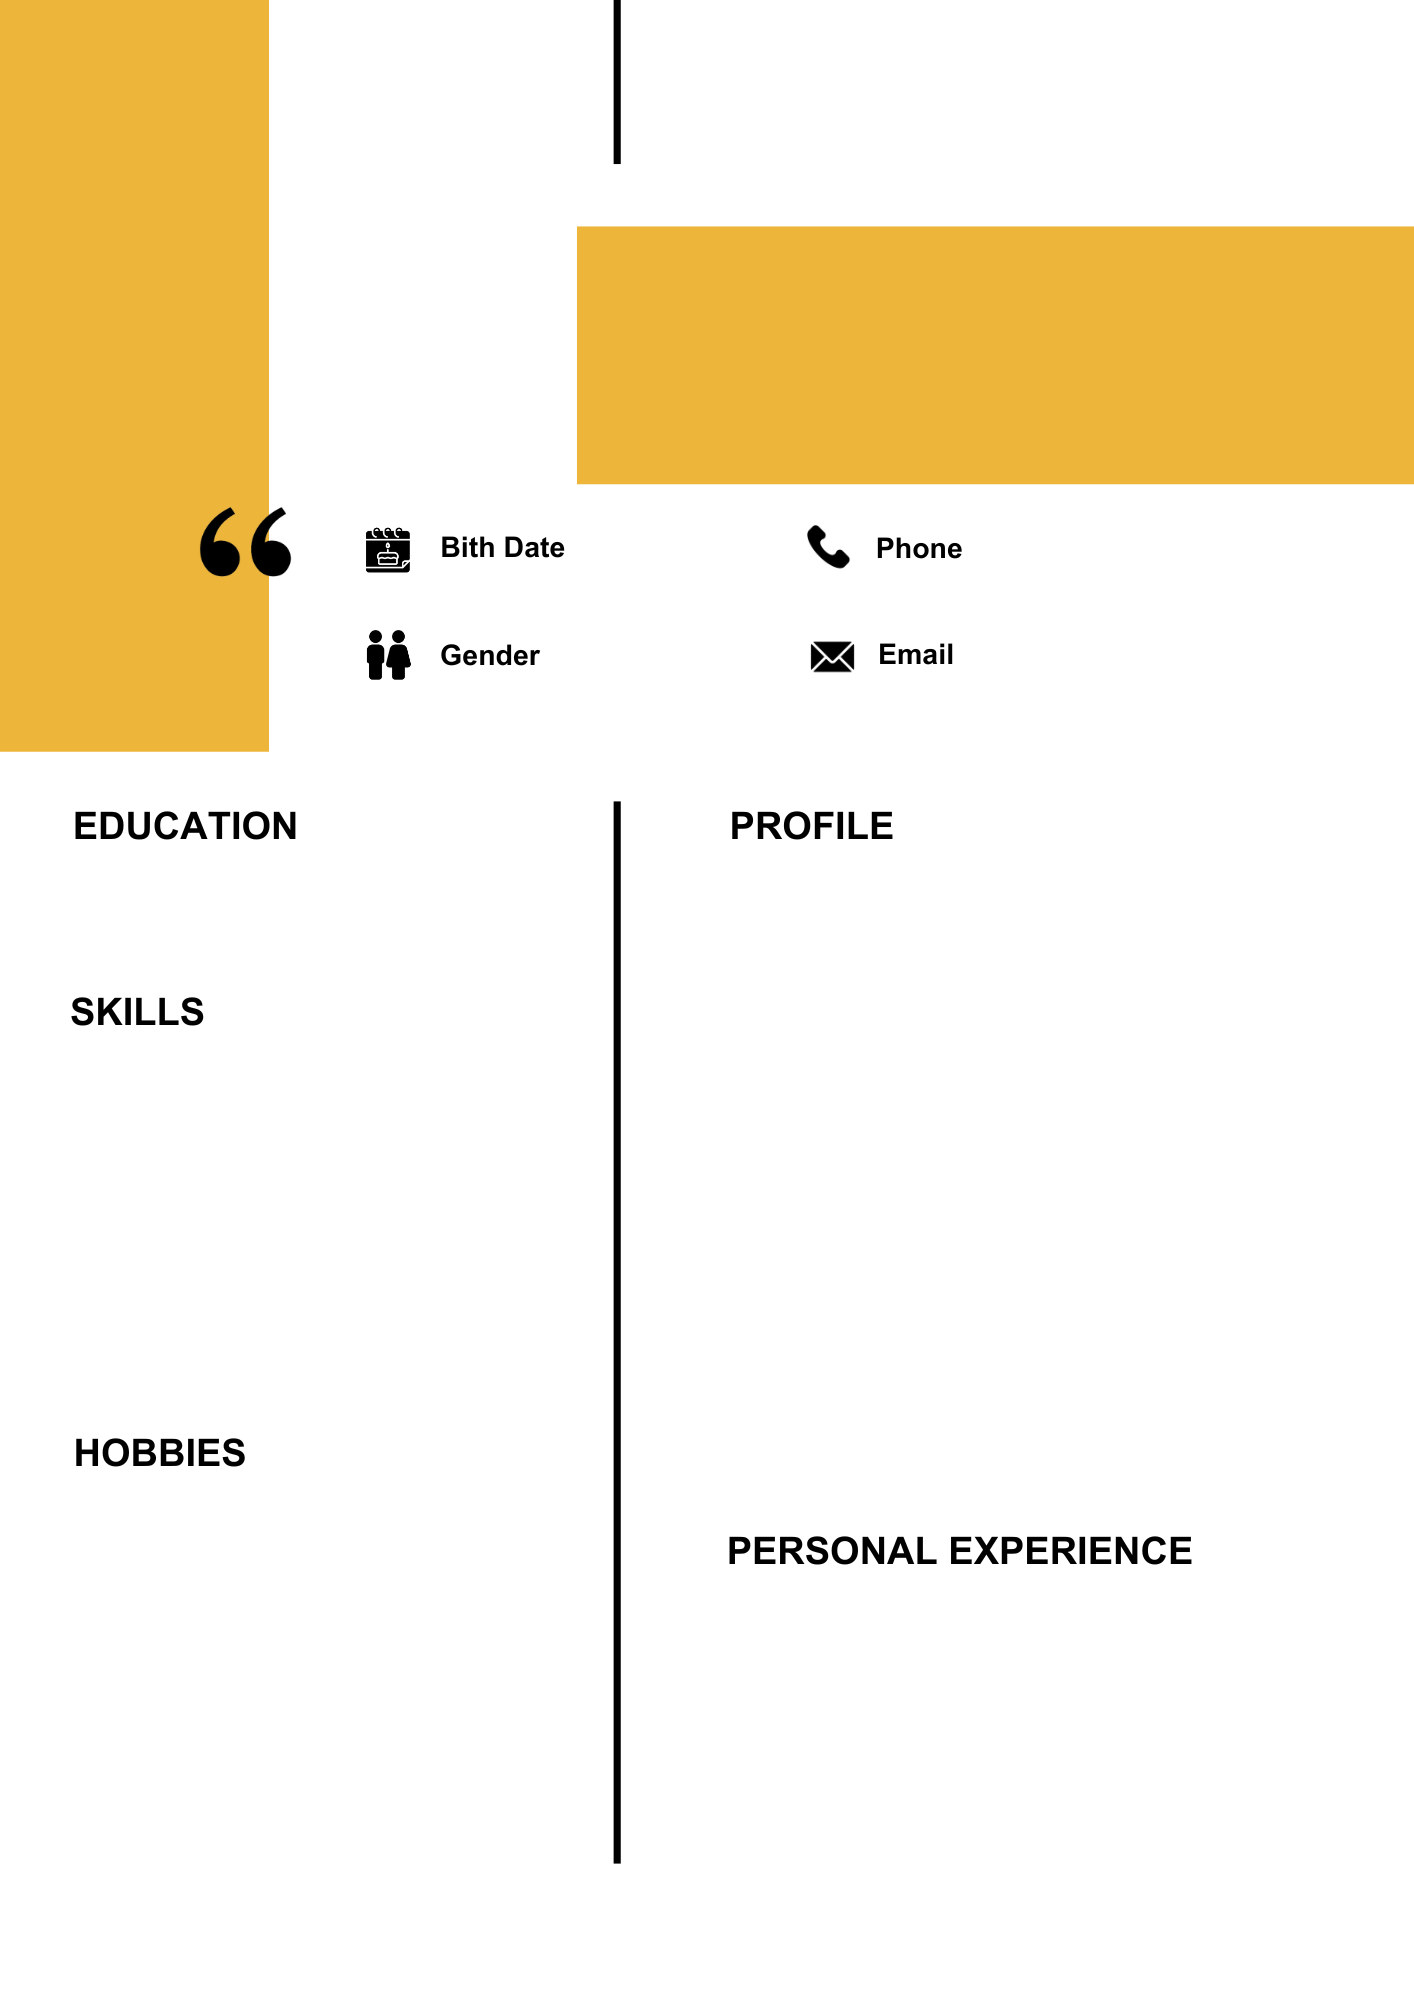 Bith Date
Phone
Gender
Email
EDUCATION
PROFILE
SKILLS
HOBBIES
PERSONAL EXPERIENCE